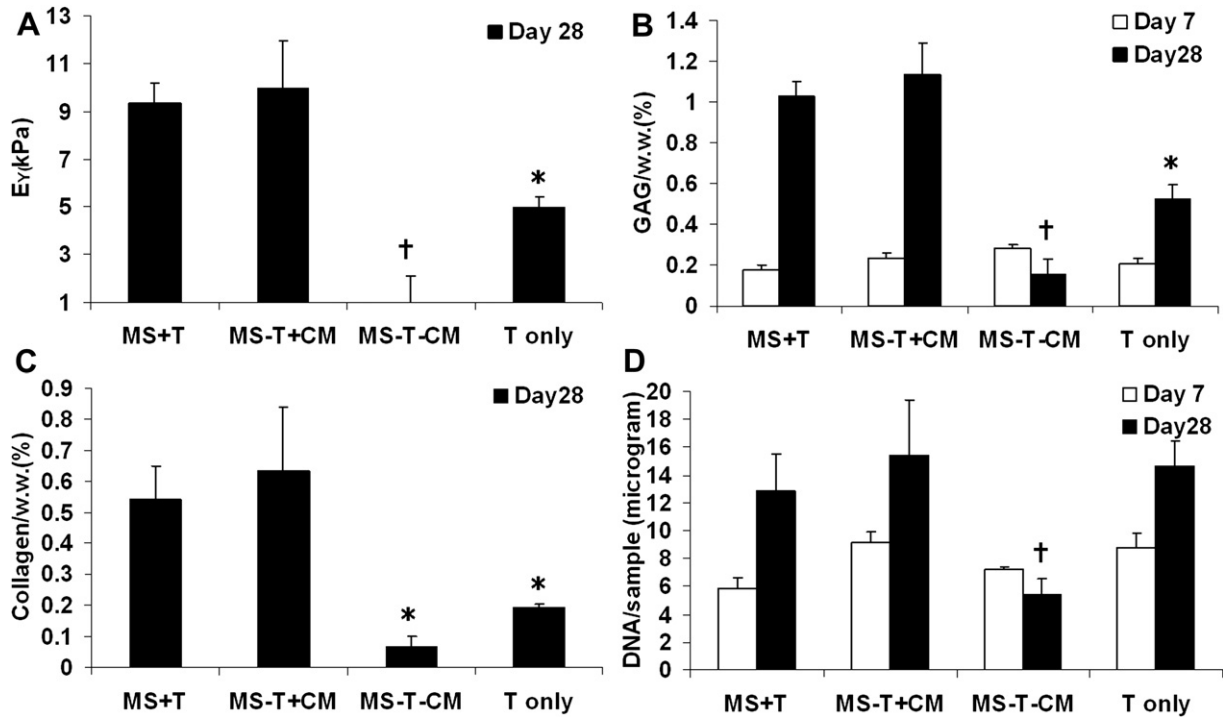 A
Day 28
13
11
9
7
5
3
1
Eγ(kPa)
†
*
MS+T MS-T+CM MS-T-CM T only
B
Day 7
Day28
1.4
1.2
1
0.8
0.6
0.4
0.2
0
GAG/w.w.(%)
†
*
MS+T MS-T+CM MS-T-CM T only
C
Day28
0.9
0.8
0.7
0.6
0.5
0.4
0.3
0.2
0.1
0
Collagen/w.w.(%)
*
*
MS+T MS-T+CM MS-T-CM T only
D
Day 7
Day28
20
18
16
14
12
10
8
6
4
2
0
DNA/sample (microgram)
†
MS+T MS-T+CM MS-T-CM T only